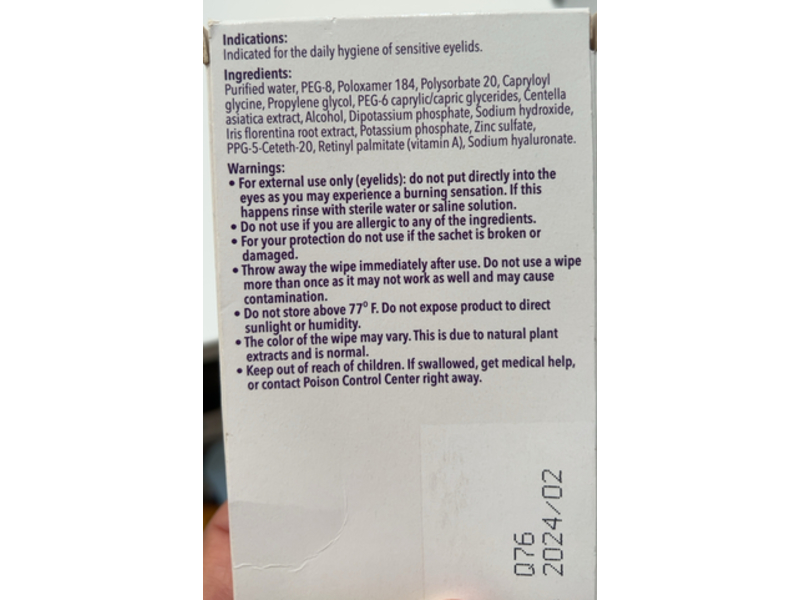 Indications:
Indicated for the daily hygiene of sensitive eyelids.
Ingredients:
Purified water, PEG-8, Poloxamer 184, Polysorbate 20, Capryloyl
glycine, Propylene glycol, PEG-6 caprylic/capric glycerides, Centella
asiatica extract, Alcohol, Dipotassium phosphate, Sodium hydroxide,
Iris florentina root extract, Potassium phosphate, Zinc sulfate,
PPG-5-Ceteth-20, Retinyl palmitate (vitamin A), Sodium hyaluronate.
Warnings:
• For external use only (eyelids): do not put directly into the
eyes as you may experience a burning sensation. If this
happens rinse with sterile water or saline solution.
• Do not use if you are allergic to any of the ingredients.
• For your protection do not use if the sachet is broken or
damaged.
• Throw away the wipe immediately after use. Do not use a wipe
more than once as it may not work as well and may cause
contamination.
• Do not store above 77° F. Do not expose product to direct
sunlight or humidity.
• The color of the wipe may vary. This is due to natural plant
extracts and is normal.
• Keep out of reach of children. If swallowed, get medical help,
or contact Poison Control Center right away.
Q76
2024/02